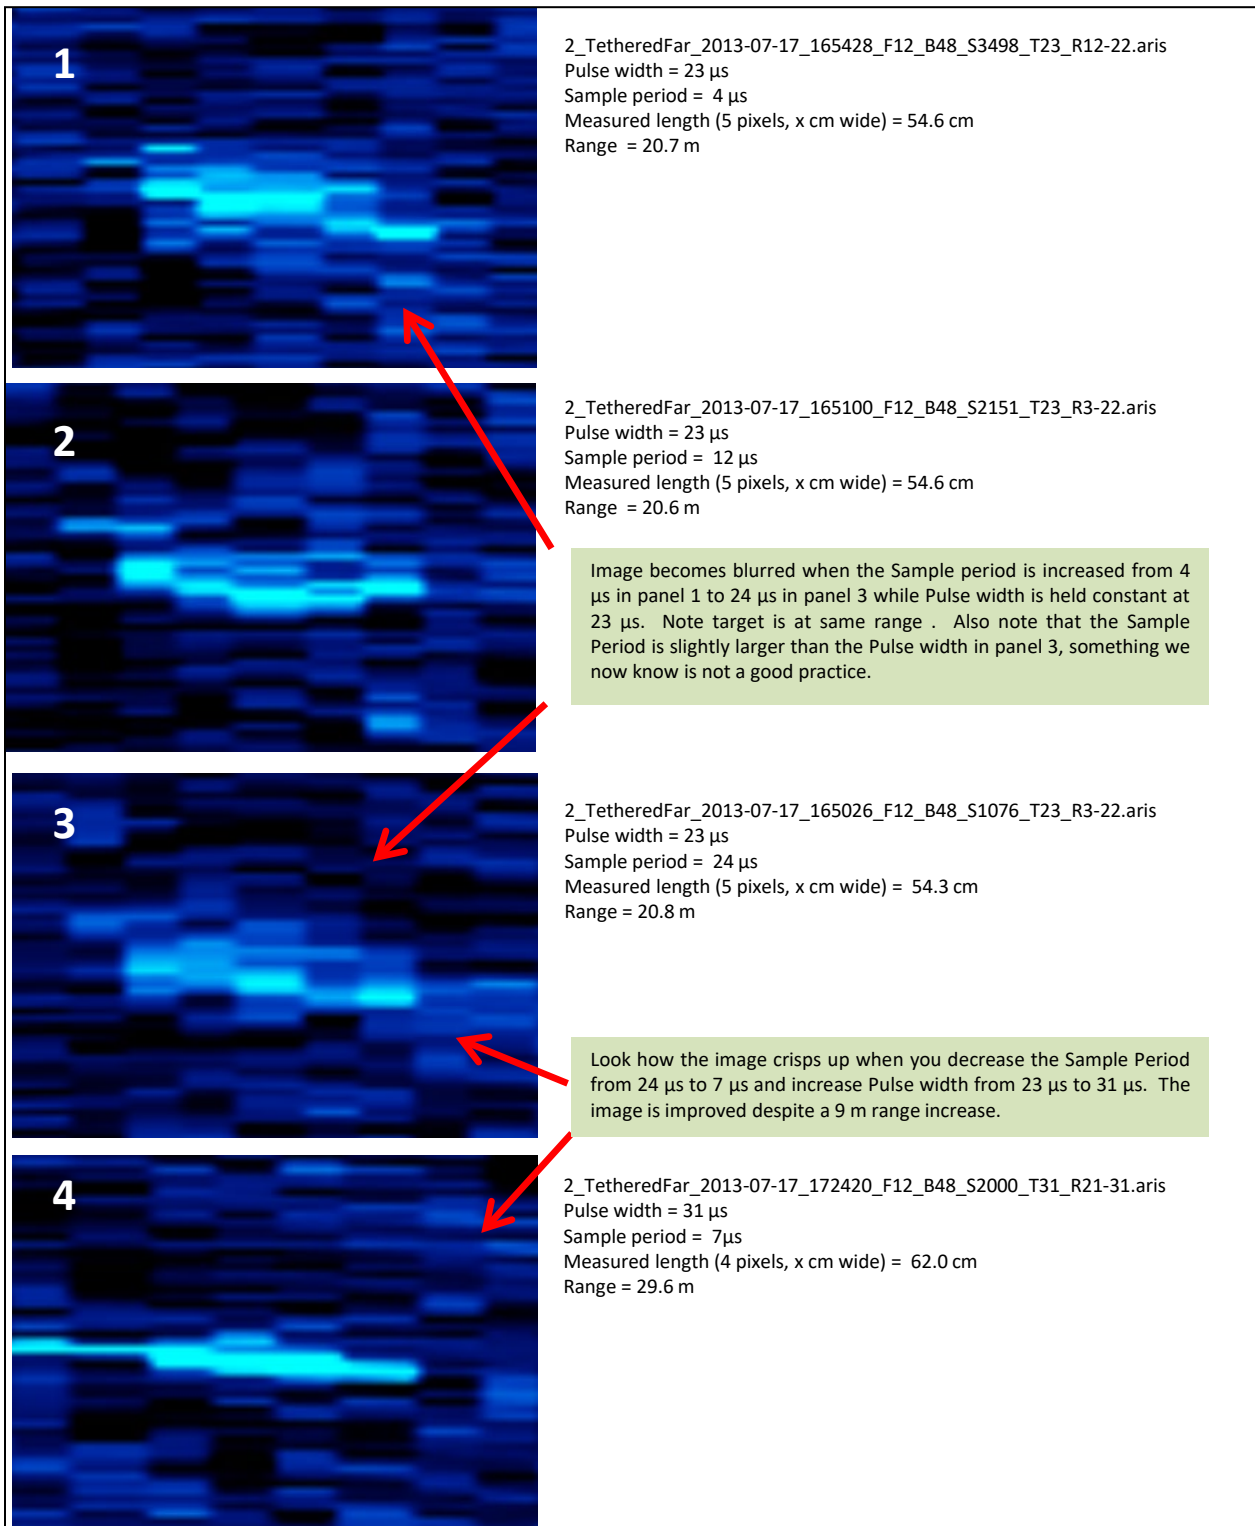 1
2_TetheredFar_2013-07-17_165428_F12_B48_S3498_T23_R12-22.aris
Pulse width = 23 µs
Sample period =  4 µs
Measured length (5 pixels, x cm wide) = 54.6 cm
Range  = 20.7 m
2
2_TetheredFar_2013-07-17_165100_F12_B48_S2151_T23_R3-22.aris
Pulse width = 23 µs
Sample period =  12 µs
Measured length (5 pixels, x cm wide) = 54.6 cm
Range  = 20.6 m
Image becomes blurred when the Sample period is increased from 4
µs in panel 1 to 24 µs in panel 3 while Pulse width is held constant at
23 µs.  Note target is at same range .  Also note that the Sample
Period is slightly larger than the Pulse width in panel 3, something we
now know is not a good practice.
3
2_TetheredFar_2013-07-17_165026_F12_B48_S1076_T23_R3-22.aris
Pulse width = 23 µs
Sample period =  24 µs
Measured length (5 pixels, x cm wide) =  54.3 cm
Range = 20.8 m
Look how the image crisps up when you decrease the Sample Period
from 24 µs to 7 µs and increase Pulse width from 23 µs to 31 µs.  The
image is improved despite a 9 m range increase.
4
2_TetheredFar_2013-07-17_172420_F12_B48_S2000_T31_R21-31.aris
Pulse width = 31 µs
Sample period =  7µs
Measured length (4 pixels, x cm wide) =  62.0 cm
Range = 29.6 m